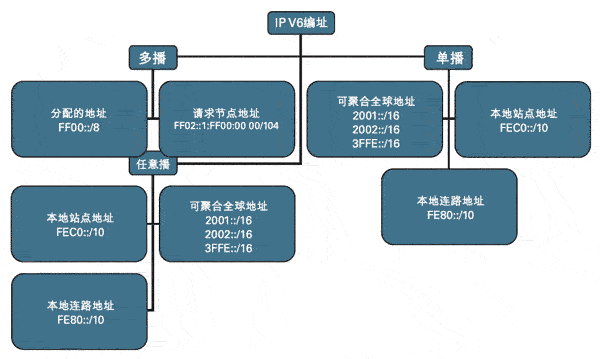 IP V6编址
多播
单播
分配的地址
FF00::/8
请求节点地址
FF02::1:FF00:00 00/104
可聚合全球地址
2001::/16
2002::/16
3FFE::/16
本地站点地址
FEC0::/10
任意播
本地连路地址
FE80::/10
本地站点地址
FEC0::/10
可聚合全球地址
2001::/16
2002::/16
3FFE::/16
本地连路地址
FE80::/10